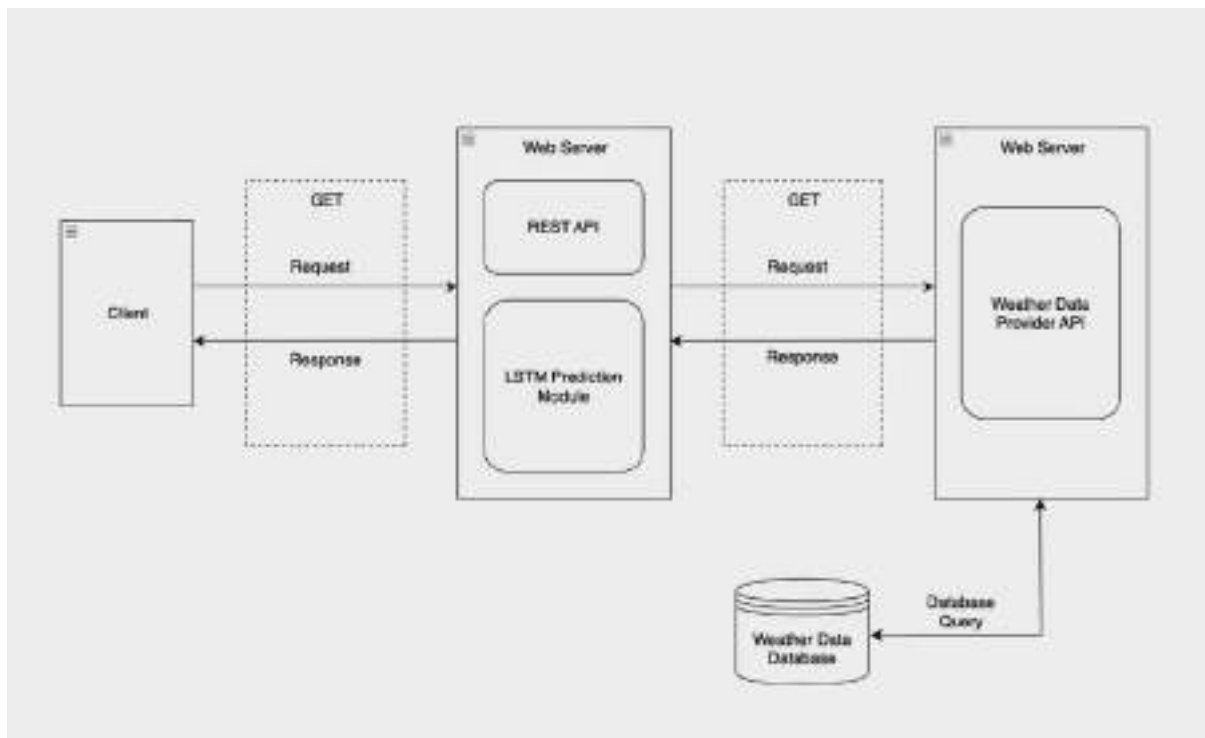 Client
GET
Request
Response
Web Server
REST API
LSTM Prediction
Module
GET
Request
Response
Web Server
Weather Data
Provider API
Database
Query
Weather Data
Database